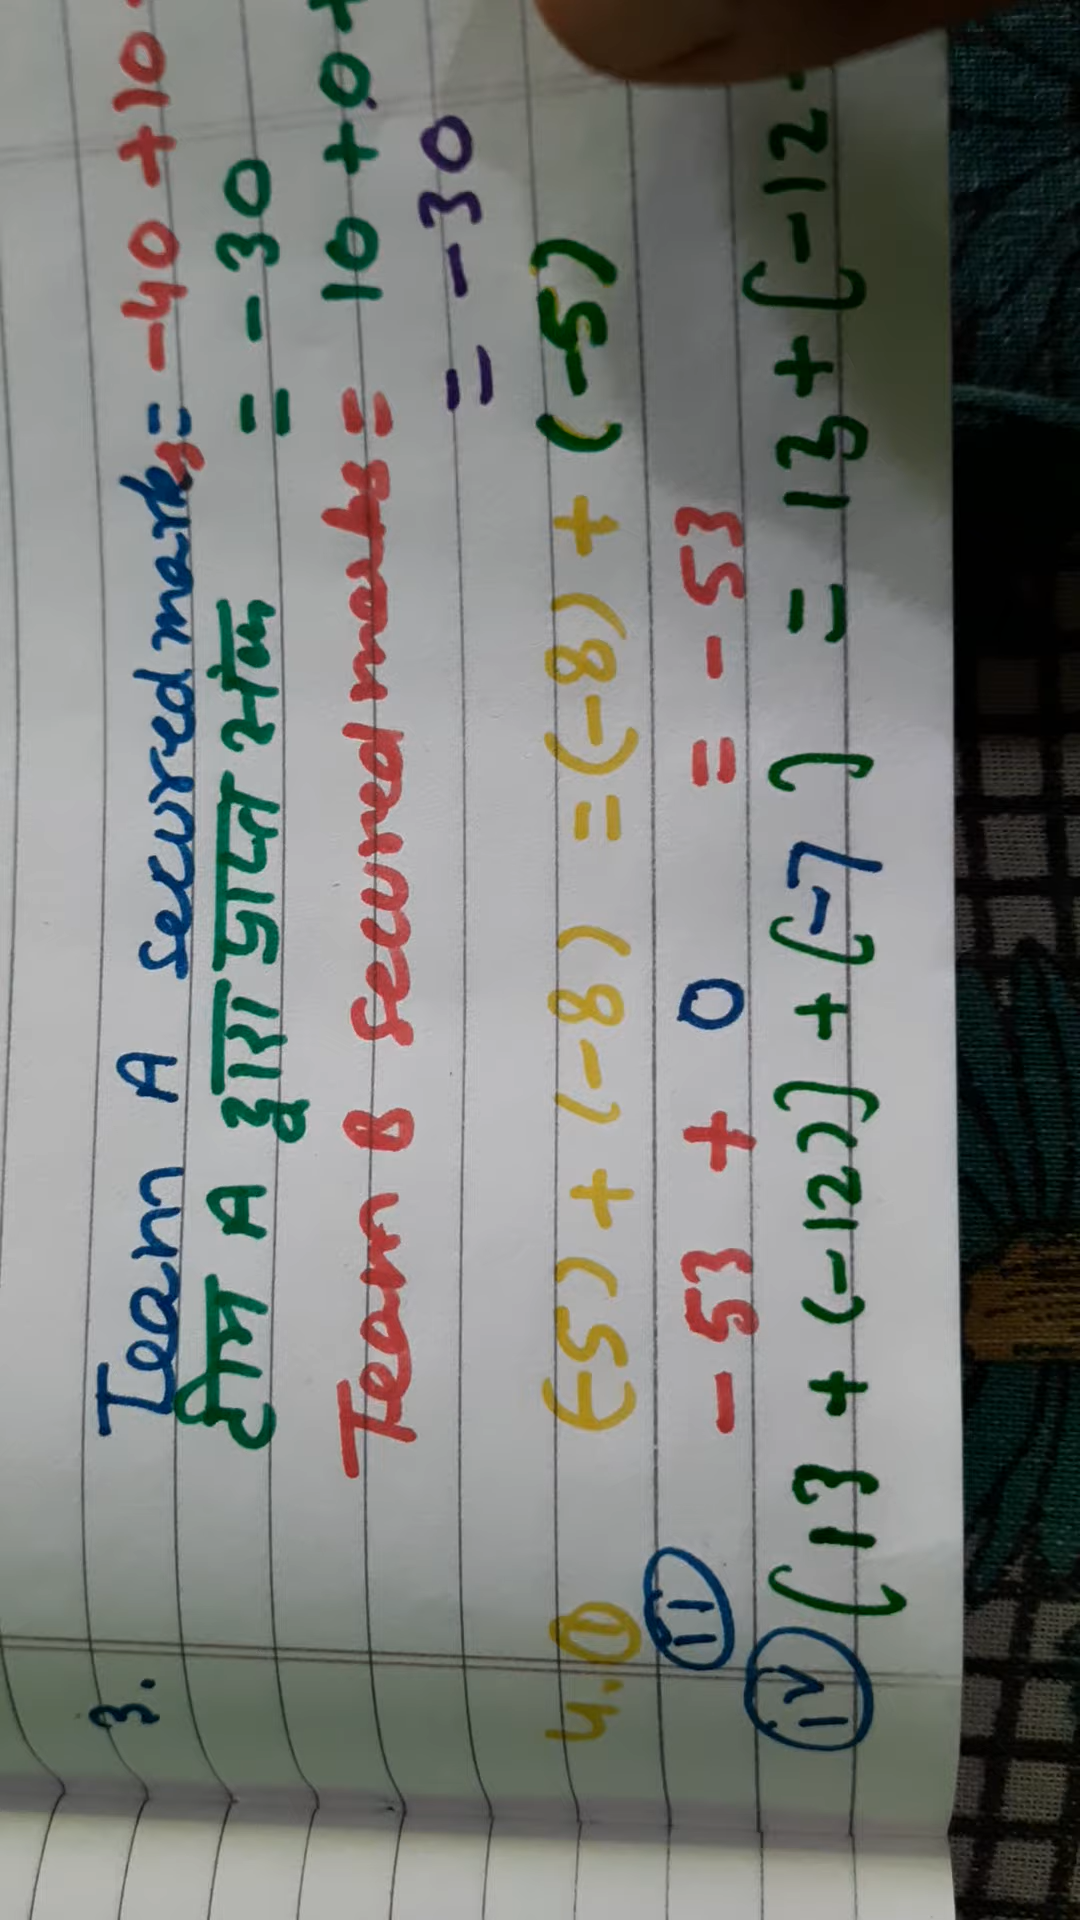 3. Team A secured marks = -40 + 10
टीम A द्वारा प्राप्त अंक = - 30
Team B secured marks = 10 + 0 +
= - 30
4. (i) (-5) + (-8) = (-8) + (-5)
(ii) - 53 + 0 = - 53
(iv) [13 + (-12)] + (-7) = 13 + [-12